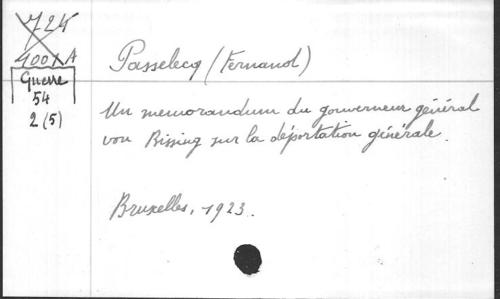 724
4001 A
Guerre
54
2 (5)
Passelecq (Fernand)
Un memorandum du gouverneur général
von Bissing sur la déportation générale.
Bruxelles, 1923.